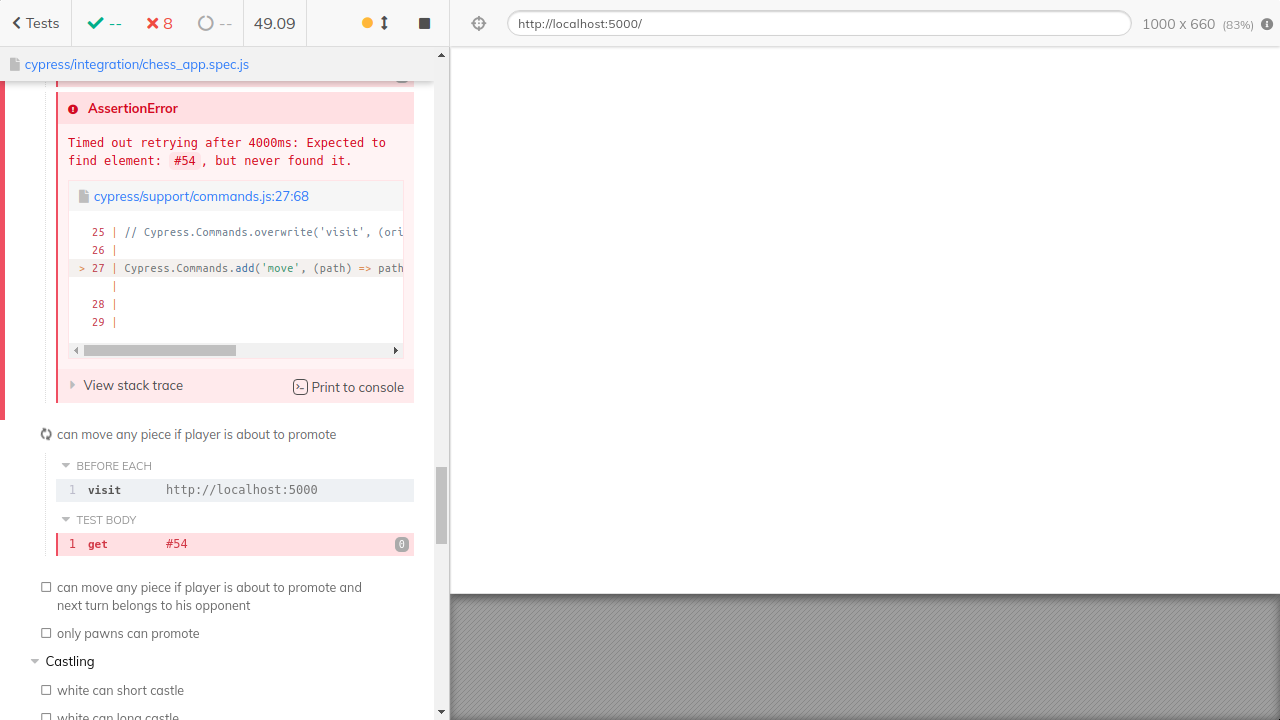 Tests -- 8 -- 49.09 http://localhost:5000/ 1000 x 660 (83%)
cypress/integration/chess_app.spec.js
AssertionError
Timed out retrying after 4000ms: Expected to
find element: #54, but never found it.
cypress/support/commands.js:27:68
25 | // Cypress.Commands.overwrite('visit', (ori
26 |
> 27 | Cypress.Commands.add('move', (path) => path
|
28 |
29 |
View stack trace Print to console
can move any piece if player is about to promote
BEFORE EACH
1 visit http://localhost:5000
TEST BODY
1 get #54 0
can move any piece if player is about to promote and
next turn belongs to his opponent
only pawns can promote
Castling
white can short castle
white can long castle